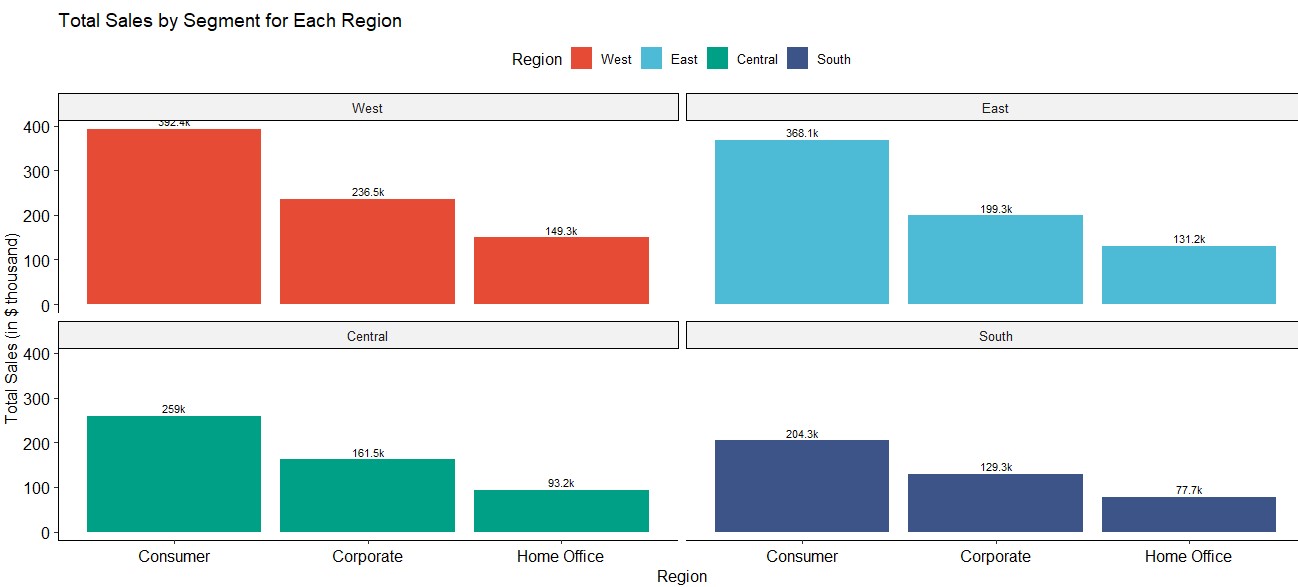 Total Sales by Segment for Each Region
Region West East Central South
West
East
392.4k
236.5k
149.3k
368.1k
199.3k
131.2k
400
300
200
100
0
Central
South
259k
161.5k
93.2k
204.3k
129.3k
77.7k
400
300
200
100
0
Total Sales (in $ thousand)
Consumer Corporate Home Office
Consumer Corporate Home Office
Region